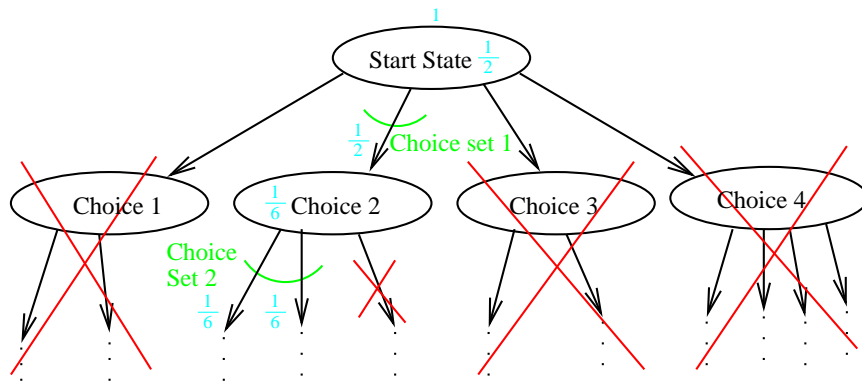 1
Start State 1/2
1/2
Choice set 1
Choice 1
1/6 Choice 2
Choice 3
Choice 4
Choice
Set 2
1/6
1/6